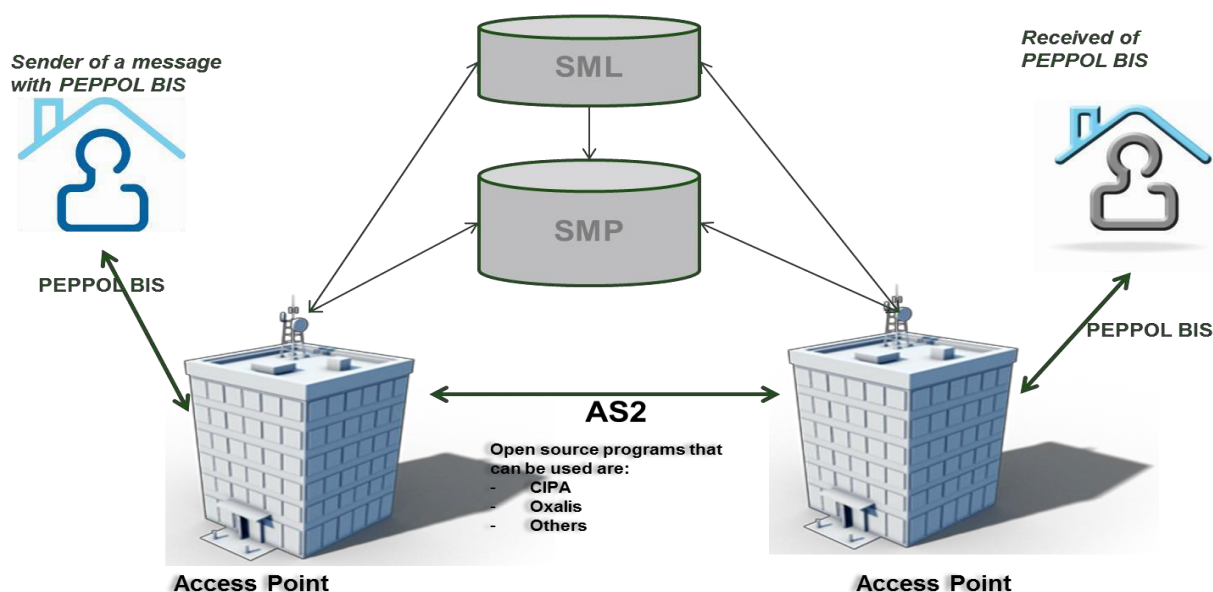 Sender of a message
with PEPPOL BIS
SML
Received of
PEPPOL BIS
SMP
PEPPOL BIS
PEPPOL BIS
AS2
Open source programs that
can be used are:
- CIPA
- Oxalis
- Others
Access Point
Access Point